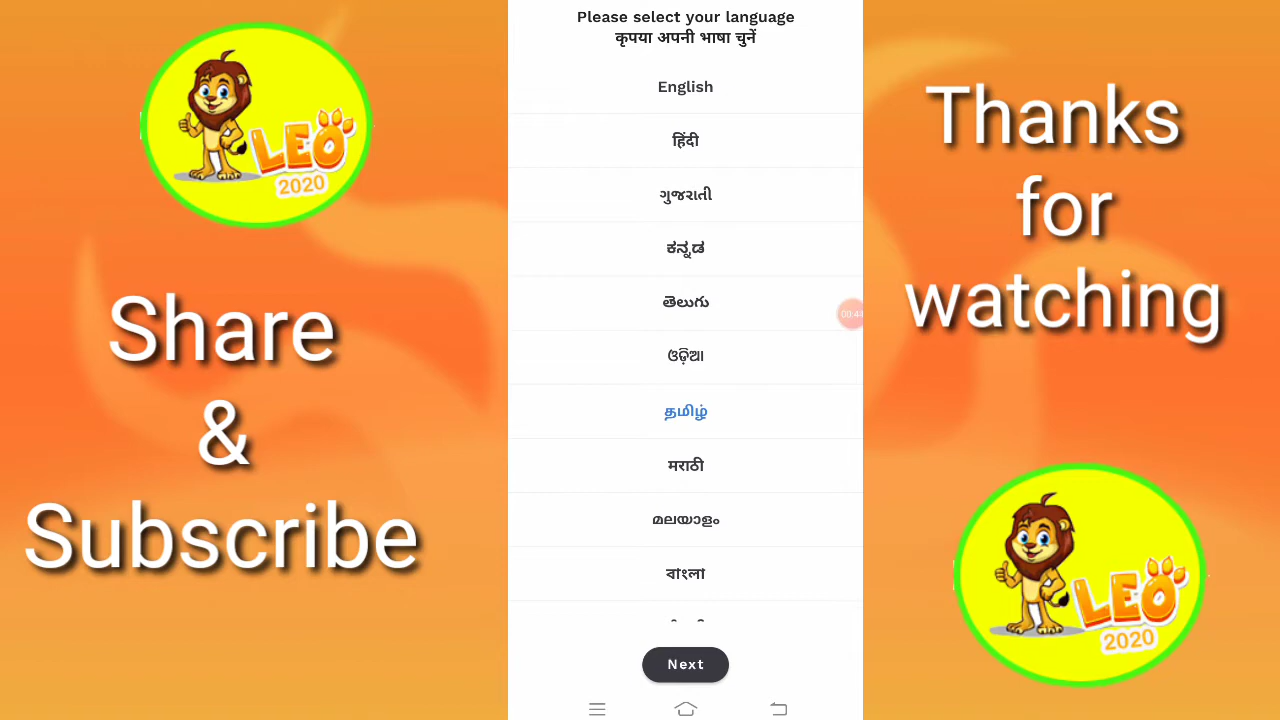 LEO
2020
Share
&
Subscribe
Please select your language
कृपया अपनी भाषा चुनें
English
हिंदी
ગુજરાતી
ಕನ್ನಡ
తెలుగు
ଓଡ଼ିଆ
தமிழ்
मराठी
മലയാളം
বাংলা
Next
Thanks
for
watching
LEO
2020